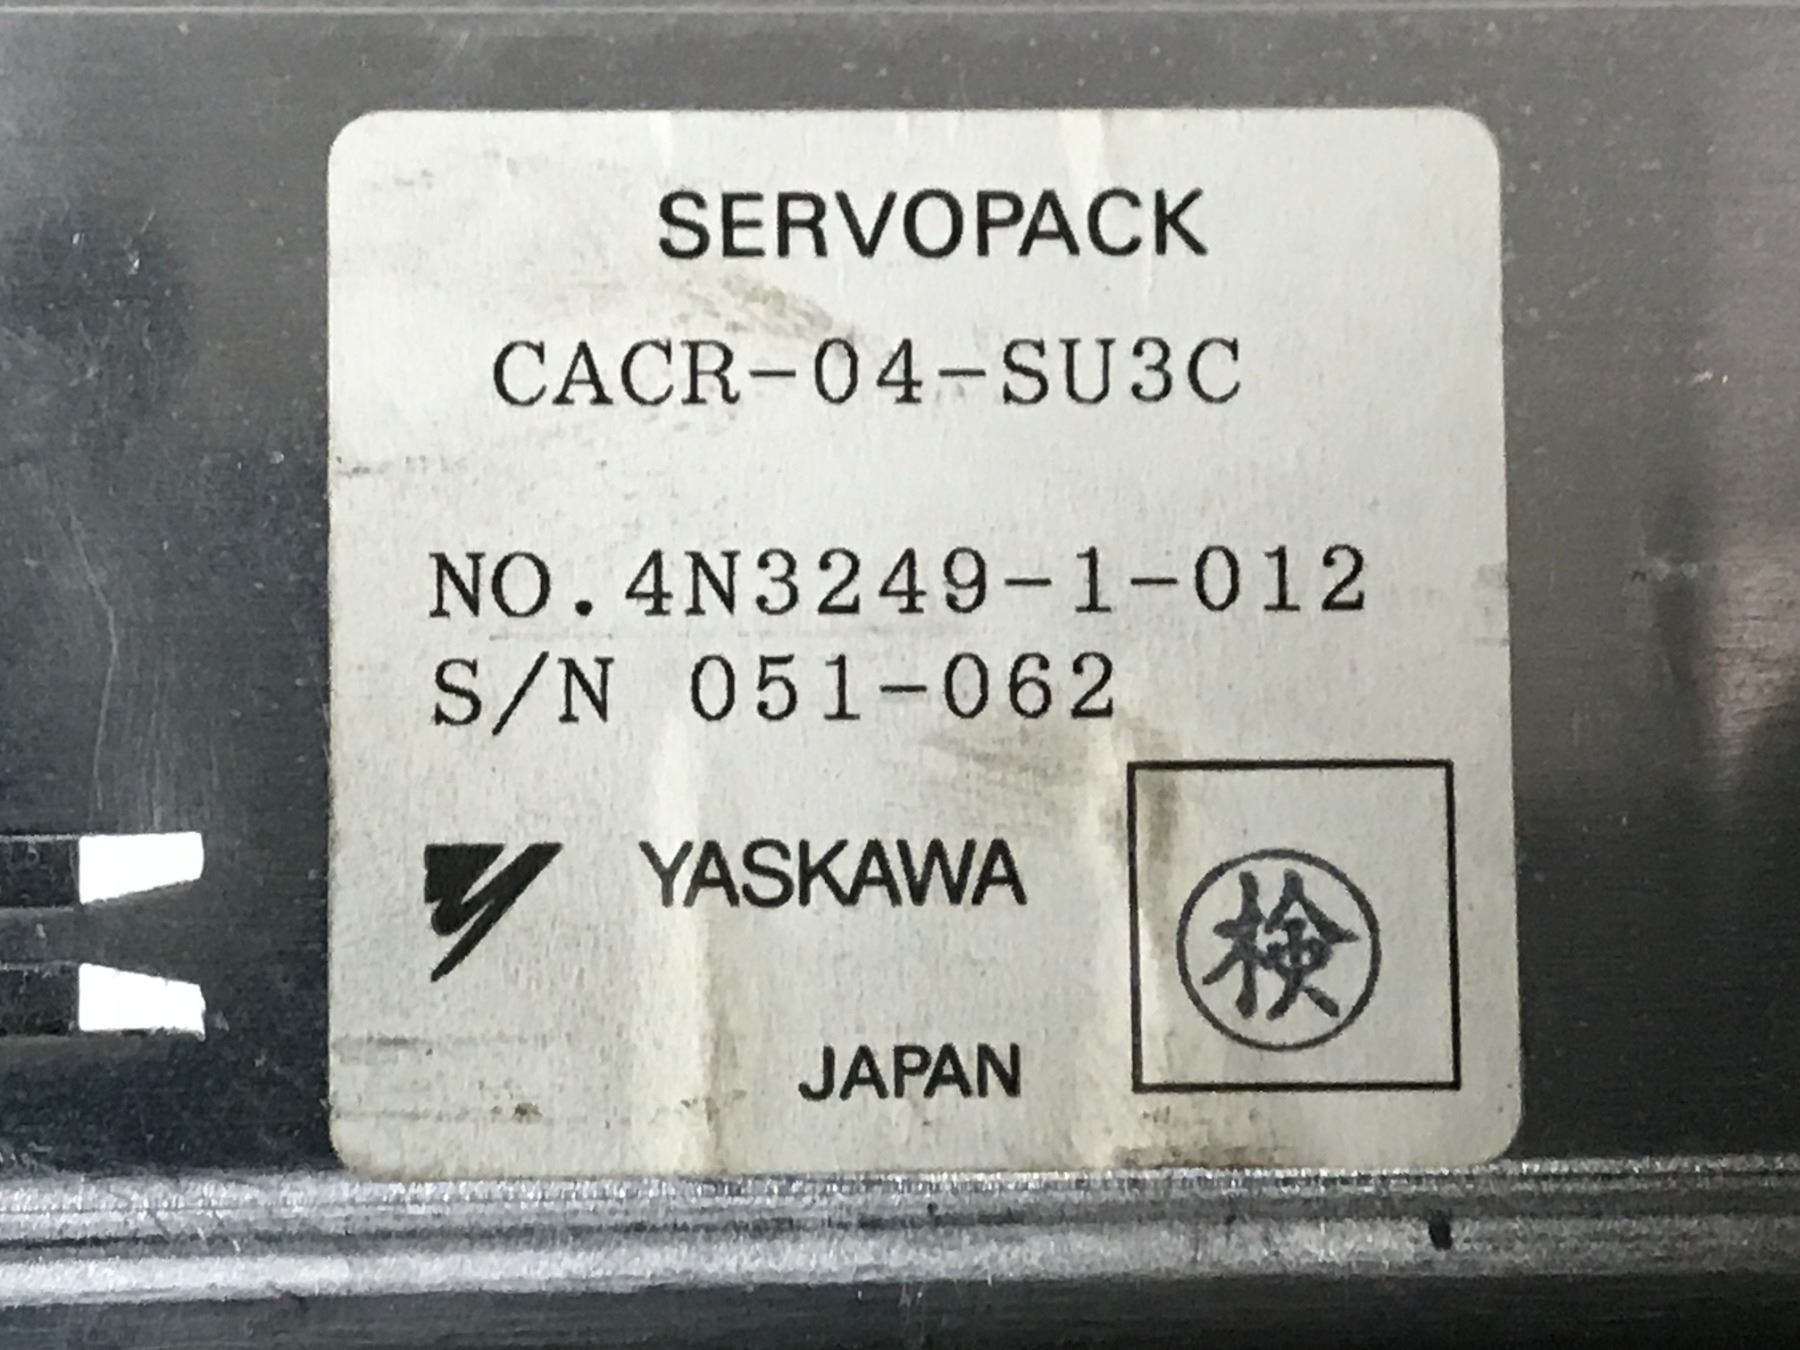 SERVOPACK
CACR-04-SU3C
NO.4N3249-1-012
S/N 051-062
YASKAWA
検
JAPAN